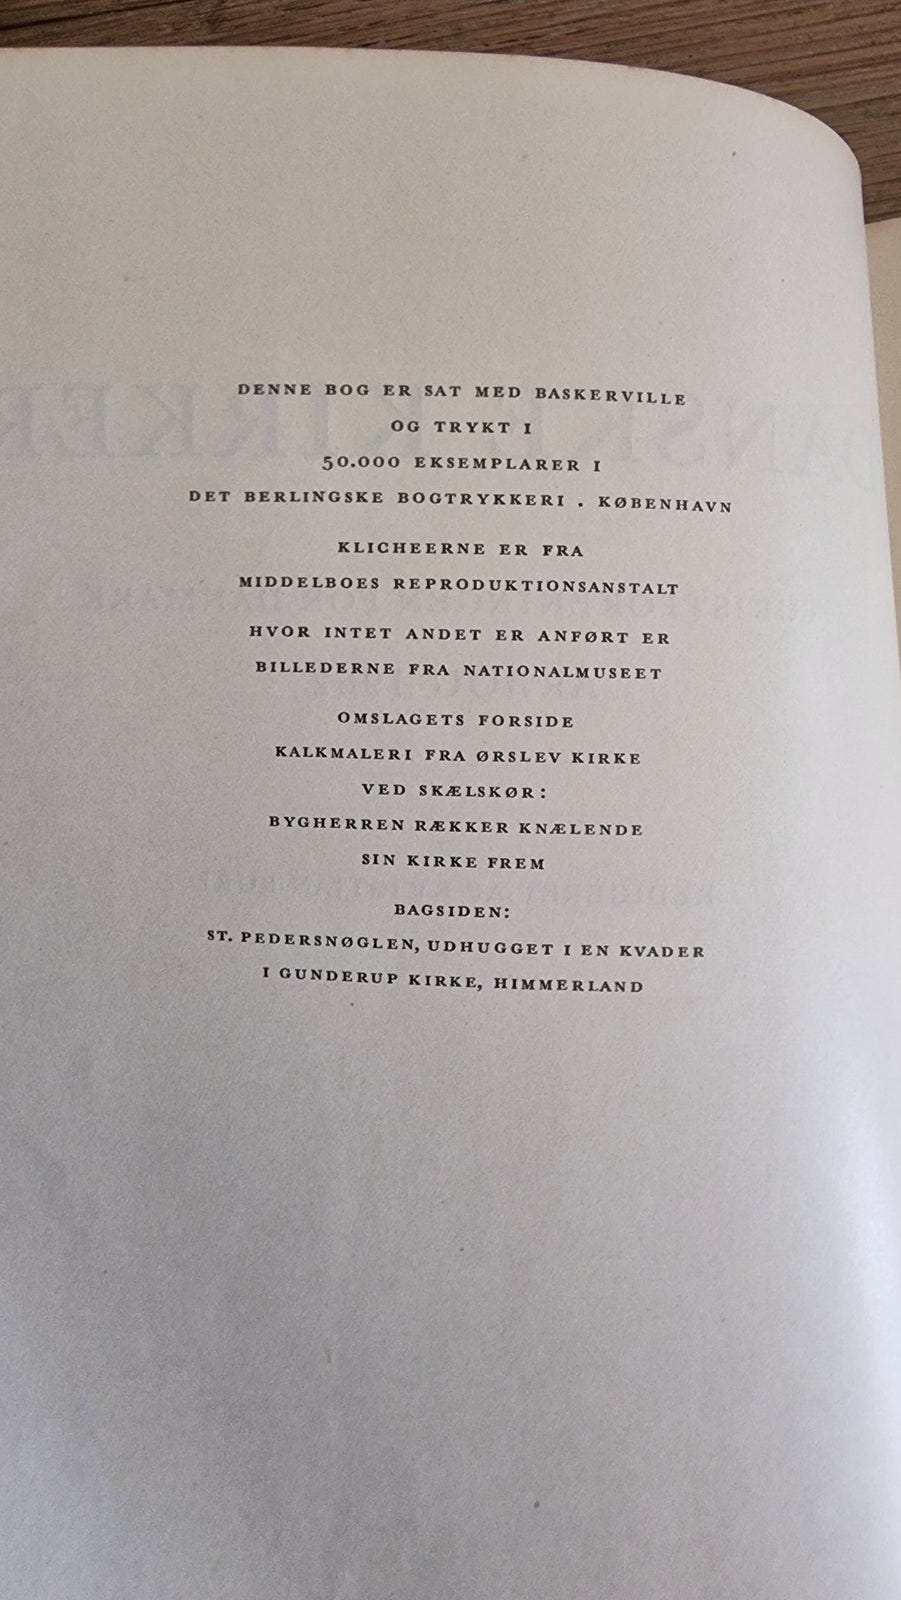 DENNE BOG ER SAT MED BASKERVILLE
OG TRYKT I
50.000 EKSEMPLARER I
DET BERLINGSKE BOGTRYKKERI . KØBENHAVN
KLICHEERNE ER FRA
MIDDELBOES REPRODUKTIONSANSTALT
HVOR INTET ANDET ER ANFØRT ER
BILLEDERNE FRA NATIONALMUSEET
OMSLAGETS FORSIDE
KALKMALERI FRA ØRSLEV KIRKE
VED SKÆLSKØR:
BYGHERREN RÆKKER KNÆLENDE
SIN KIRKE FREM
BAGSIDEN:
ST. PEDERSNØGLEN, UDHUGGET I EN KVADER
I GUNDERUP KIRKE, HIMMERLAND